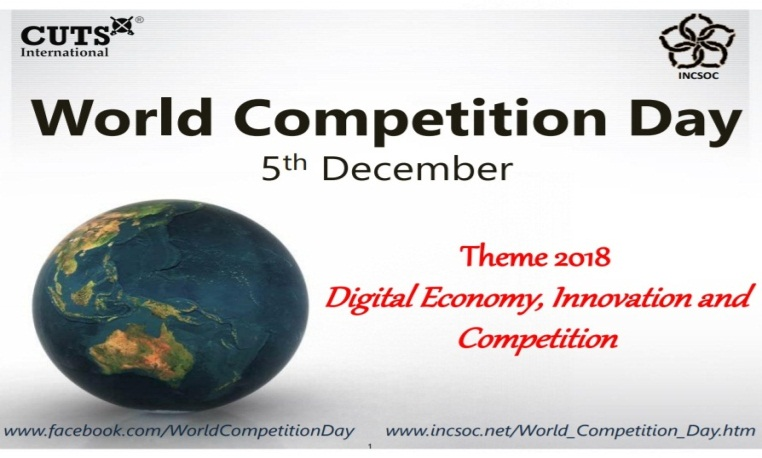 CUTS®
International
INCSOC
World Competition Day
5th December
Theme 2018
Digital Economy, Innovation and
Competition
www.facebook.com/WorldCompetitionDay
www.incsoc.net/World_Competition_Day.htm
1